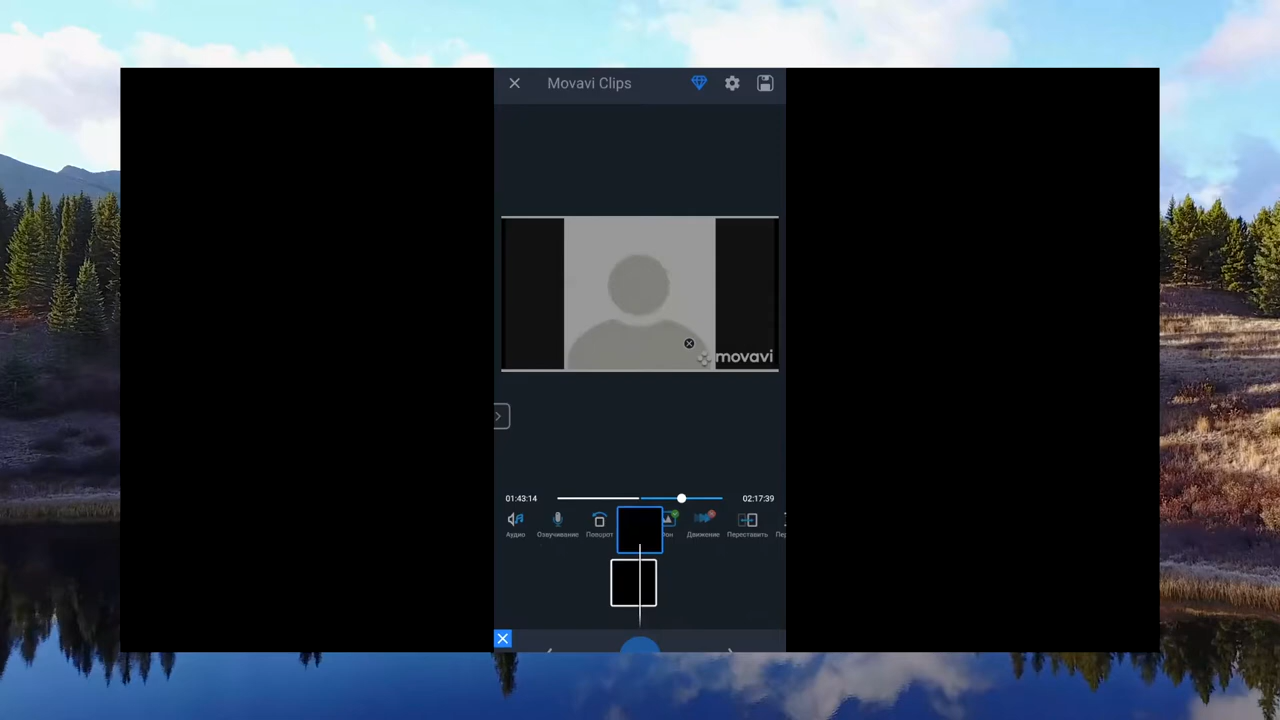 Movavi Clips
movavi
01:43:14
02:17:39
Аудио
Озвучивание
Поворот
Движение
Переставить